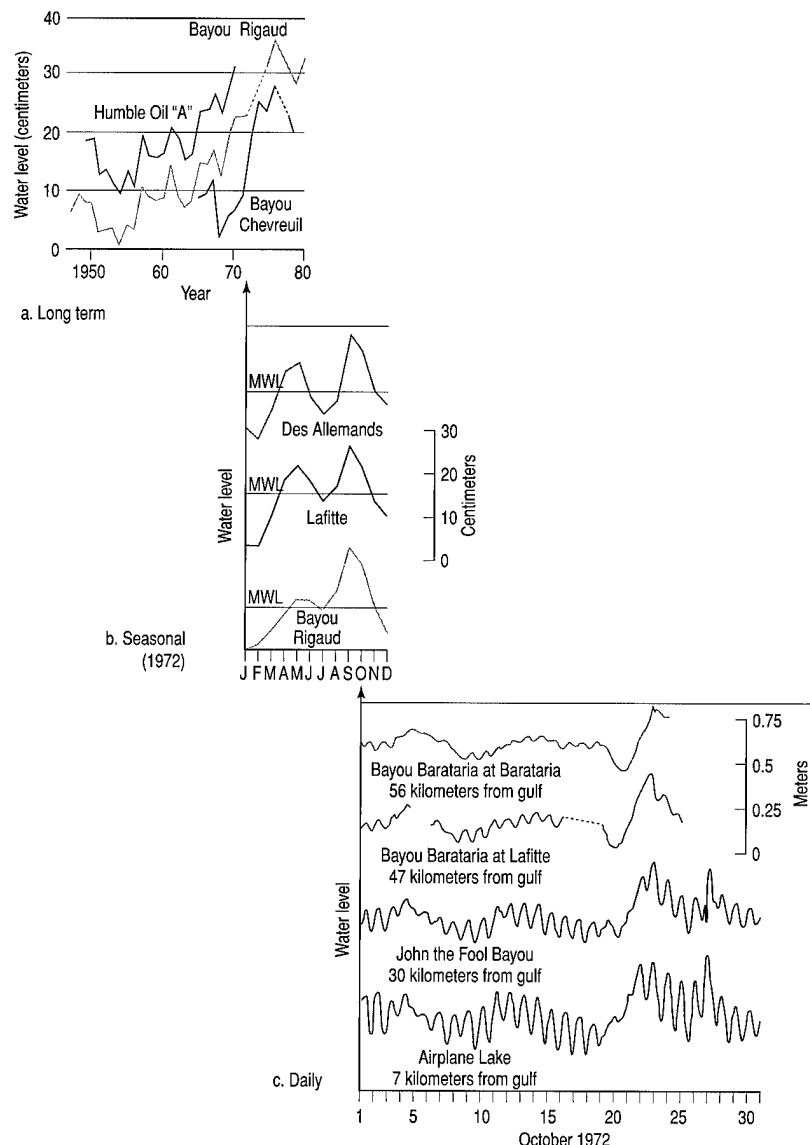 40
Bayou Rigaud
30
Humble Oil "A"
20
10
Bayou
Chevreuil
0
Water level (centimeters)
1950 60 70 80
Year
a. Long term
MWL
Des Allemands
MWL
Lafitte
MWL
Bayou
Rigaud
Water level
30
20
10
0
Centimeters
b. Seasonal
(1972)
J F M A M J J A S O N D
Bayou Barataria at Barataria
56 kilometers from gulf
Bayou Barataria at Lafitte
47 kilometers from gulf
John the Fool Bayou
30 kilometers from gulf
Airplane Lake
7 kilometers from gulf
Water level
0.75
0.5
0.25
0
Meters
c. Daily
1 5 10 15 20 25 30
October 1972